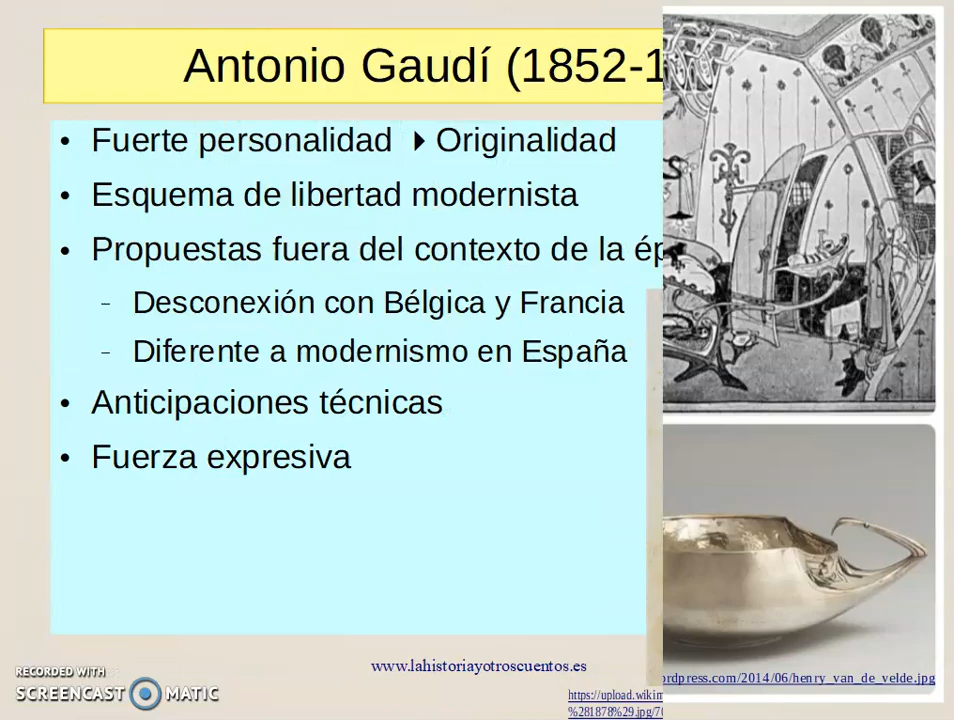 Antonio Gaudí (1852-1
• Fuerte personalidad ▶ Originalidad
• Esquema de libertad modernista
• Propuestas fuera del contexto de la ép
- Desconexión con Bélgica y Francia
- Diferente a modernismo en España
• Anticipaciones técnicas
• Fuerza expresiva
www.lahistoriayotroscuentos.es
ordpress.com/2014/06/henry_van_de_velde.jpg
https://upload.wikim
%281878%29.jpg/7
RECORDED WITH
SCREENCAST MATIC